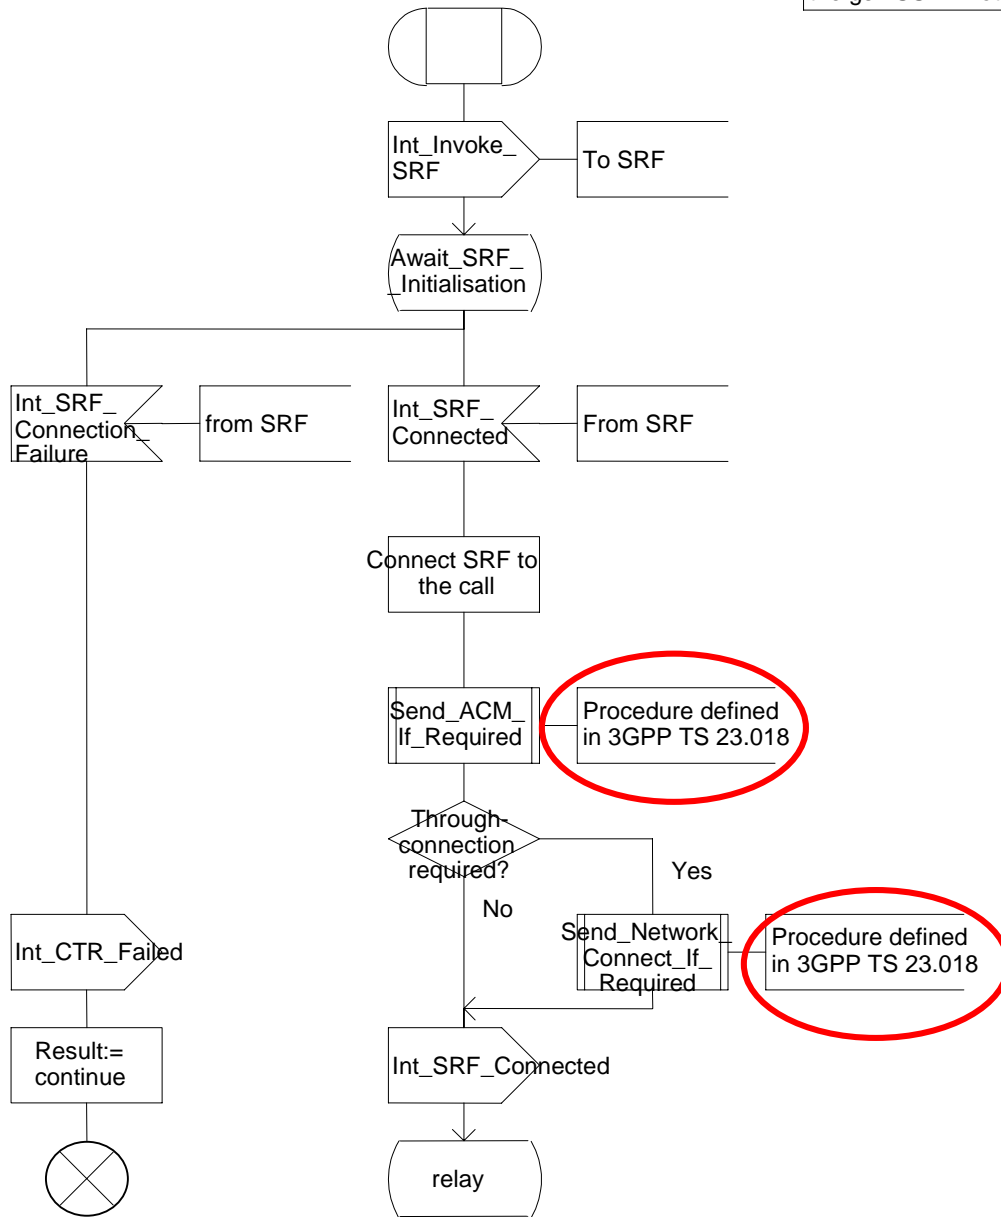 Int_Invoke_
SRF
To SRF
Await_SRF_
_Initialisation
Int_SRF_
Connection_
Failure
from SRF
Int_SRF_
Connected
From SRF
Connect SRF to
the call
Send_ACM_
If_Required
Procedure defined
in 3GPP TS 23.018
Through-
connection
required?
Yes
No
Send_Network_
Connect_If_
Required
Procedure defined
in 3GPP TS 23.018
Int_CTR_Failed
Result:=
continue
Int_SRF_Connected
relay